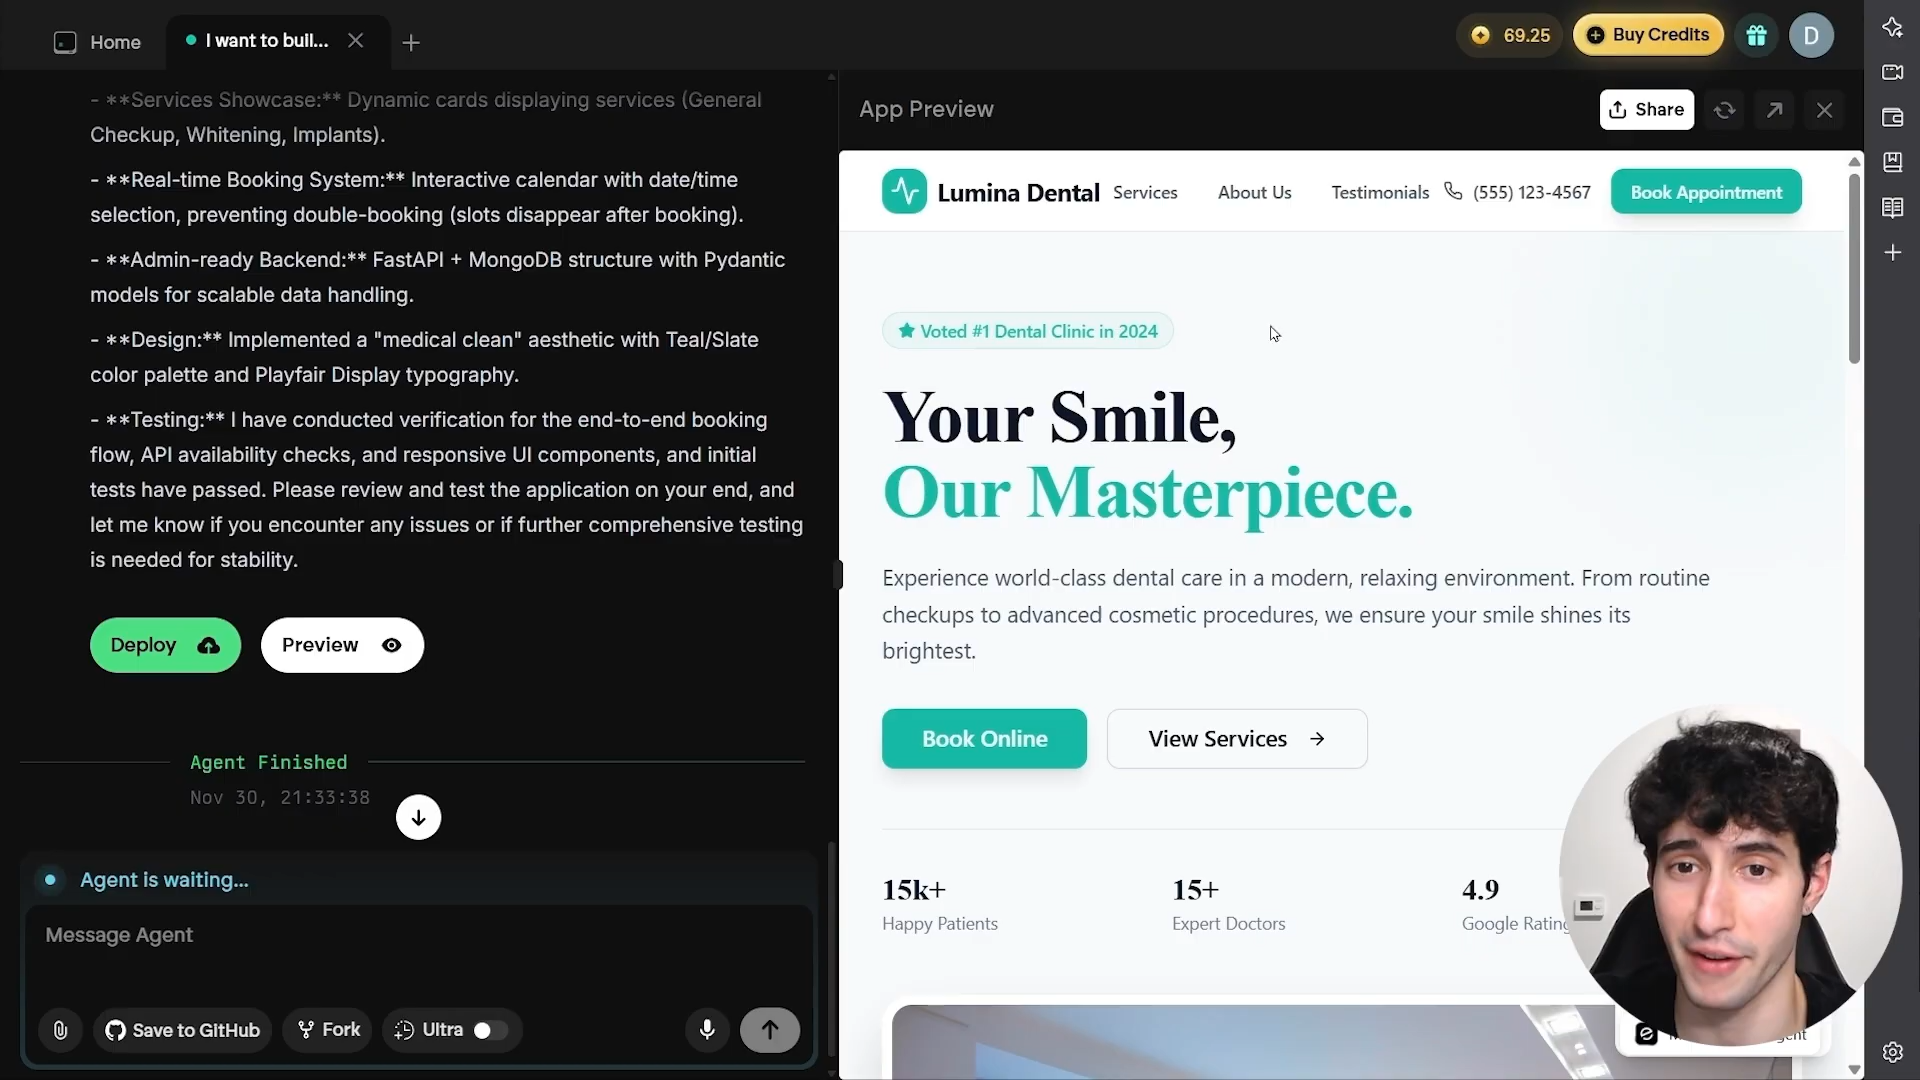 Home
I want to buil...
69.25
Buy Credits
D
- **Services Showcase:** Dynamic cards displaying services (General
Checkup, Whitening, Implants).
- **Real-time Booking System:** Interactive calendar with date/time
selection, preventing double-booking (slots disappear after booking).
- **Admin-ready Backend:** FastAPI + MongoDB structure with Pydantic
models for scalable data handling.
- **Design:** Implemented a "medical clean" aesthetic with Teal/Slate
color palette and Playfair Display typography.
- **Testing:** I have conducted verification for the end-to-end booking
flow, API availability checks, and responsive UI components, and initial
tests have passed. Please review and test the application on your end, and
let me know if you encounter any issues or if further comprehensive testing
is needed for stability.
Deploy
Preview
Agent Finished
Nov 30, 21:33:38
Agent is waiting...
Message Agent
Save to GitHub
Fork
Ultra
App Preview
Share
Lumina Dental
Services
About Us
Testimonials
(555) 123-4567
Book Appointment
Voted #1 Dental Clinic in 2024
Your Smile,
Our Masterpiece.
Experience world-class dental care in a modern, relaxing environment. From routine
checkups to advanced cosmetic procedures, we ensure your smile shines its
brightest.
Book Online
View Services
15k+
Happy Patients
15+
Expert Doctors
4.9
Google Rating